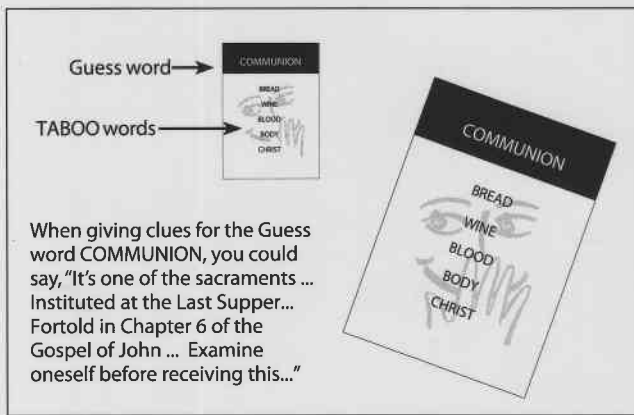 Guess word
TABOO words
COMMUNION
BREAD
WINE
BLOOD
BODY
CHRIST
COMMUNION
BREAD
WINE
BLOOD
BODY
CHRIST
When giving clues for the Guess
word COMMUNION, you could
say, "It's one of the sacraments ...
Instituted at the Last Supper...
Fortold in Chapter 6 of the
Gospel of John ... Examine
oneself before receiving this..."